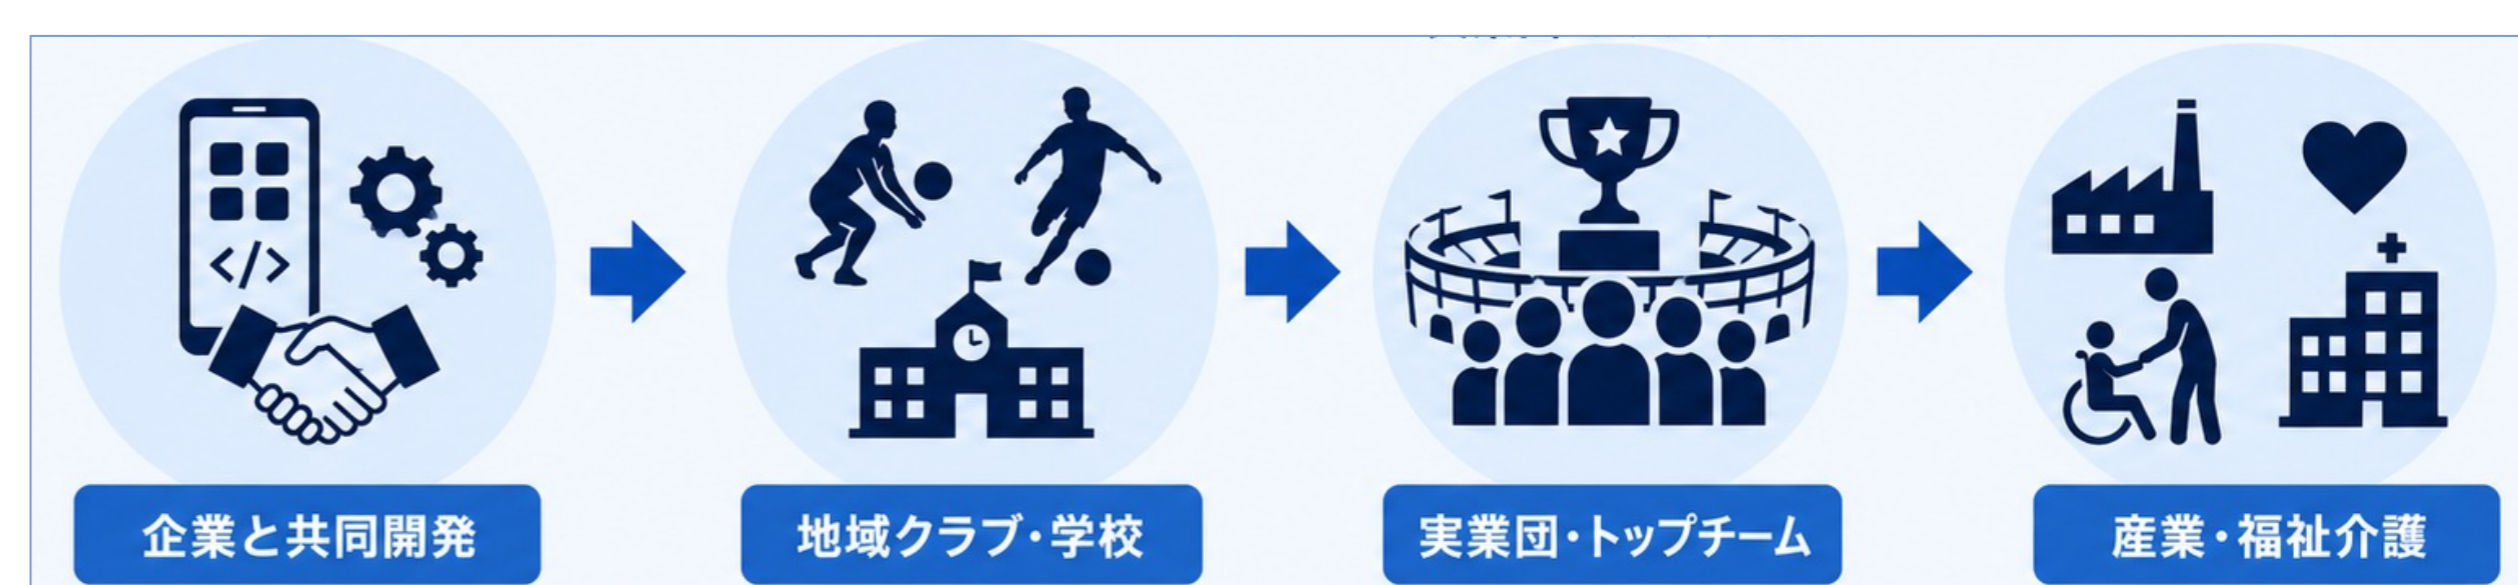 企業と共同開発
地域クラブ・学校
実業団・トップチーム
産業・福祉介護